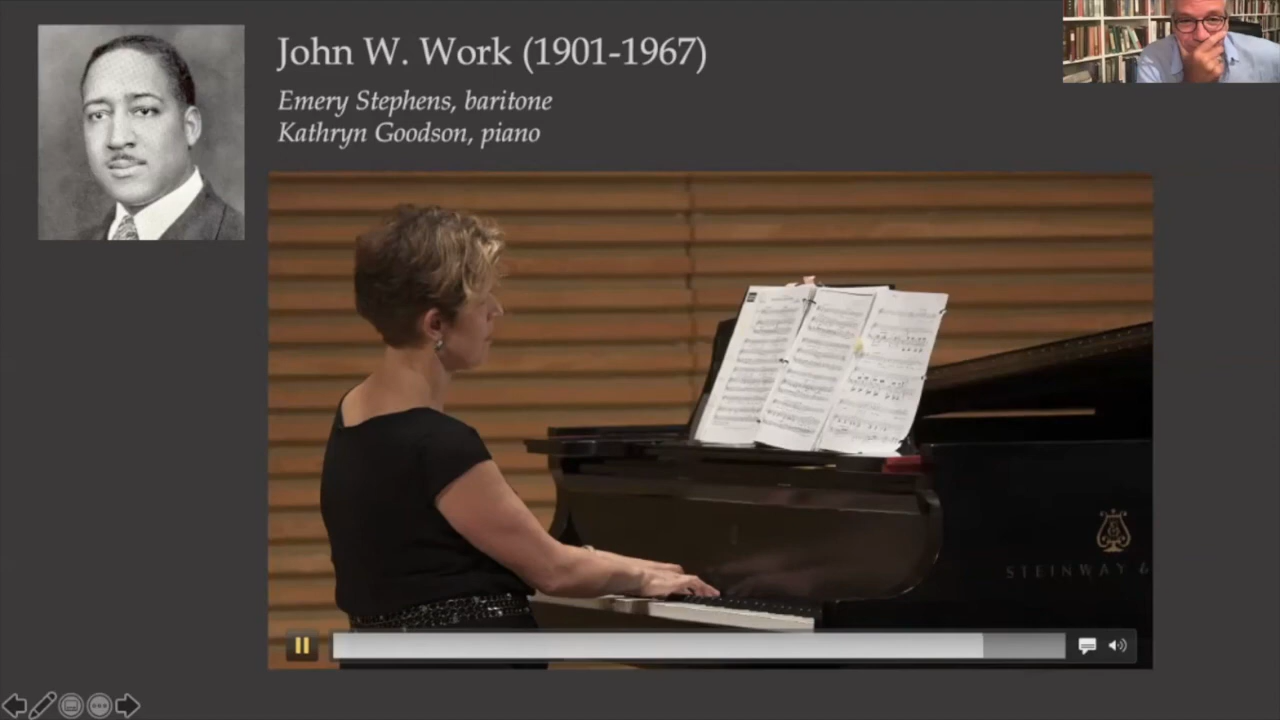 John W. Work (1901-1967)
Emery Stephens, baritone
Kathryn Goodson, piano
STEINWAY &